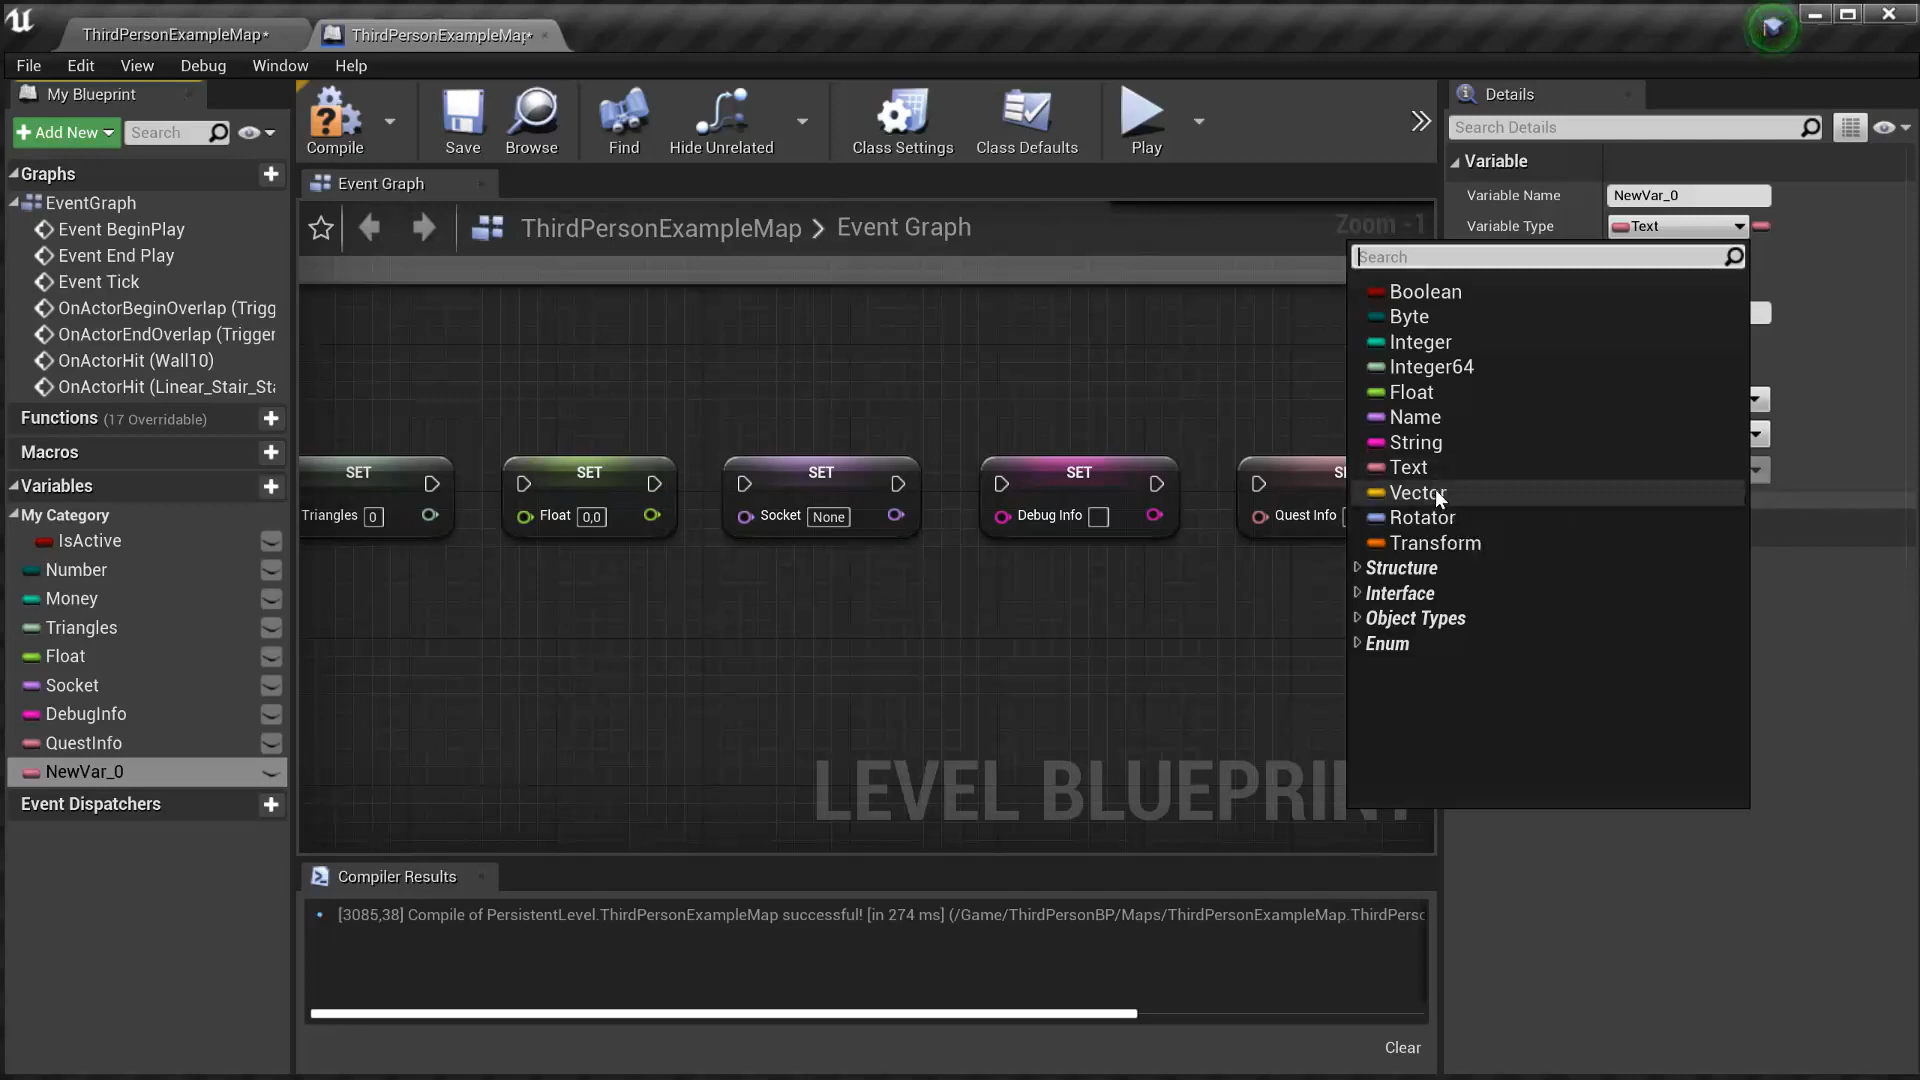 ThirdPersonExampleMap*
ThirdPersonExampleMap*
File Edit View Debug Window Help
My Blueprint
Add New
Search
Compile
Save
Browse
Find
Hide Unrelated
Class Settings
Class Defaults
Play
Details
Search Details
Graphs
EventGraph
Event BeginPlay
Event End Play
Event Tick
OnActorBeginOverlap (Trigg
OnActorEndOverlap (Trigger
OnActorHit (Wall10)
OnActorHit (Linear_Stair_Sta
Functions (17 Overridable)
Macros
Variables
My Category
IsActive
Number
Money
Triangles
Float
Socket
DebugInfo
QuestInfo
NewVar_0
Event Dispatchers
Event Graph
ThirdPersonExampleMap > Event Graph
Zoom -1
SET
Triangles 0
SET
Float 0,0
SET
Socket None
SET
Debug Info
Quest Info
LEVEL BLUEPRINT
Variable
Variable Name NewVar_0
Variable Type Text
Search
Boolean
Byte
Integer
Integer64
Float
Name
String
Text
Vector
Rotator
Transform
Structure
Interface
Object Types
Enum
Compiler Results
[3085,38] Compile of PersistentLevel.ThirdPersonExampleMap successful! [in 274 ms] (/Game/ThirdPersonBP/Maps/ThirdPersonExampleMap.ThirdPerso
Clear